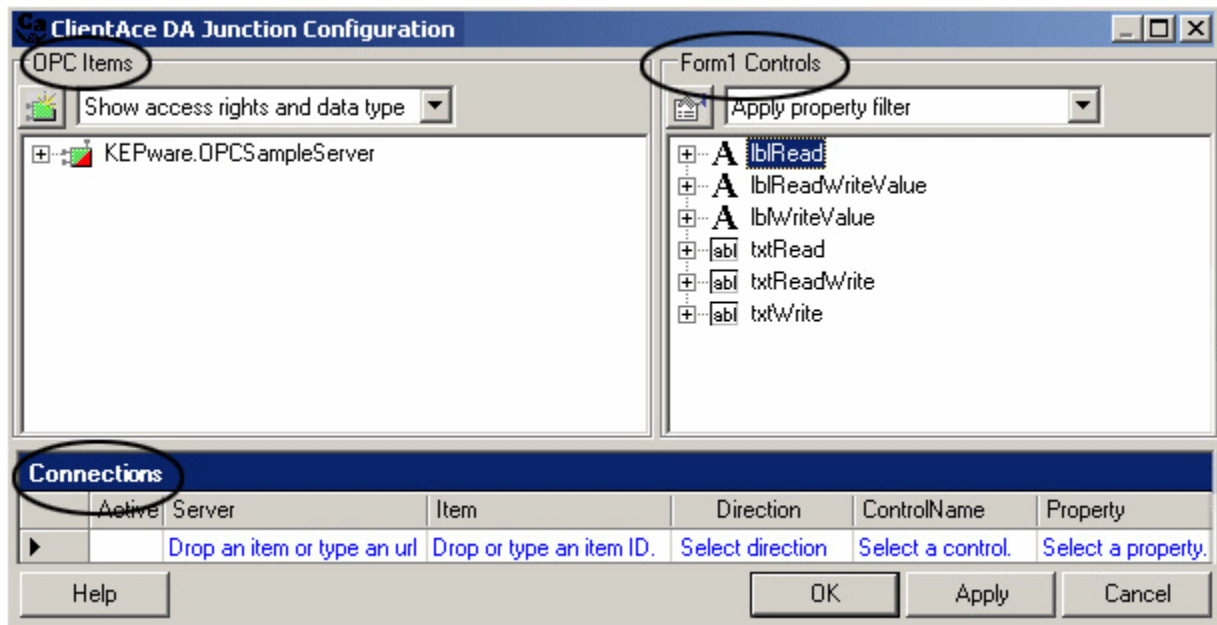 ClientAce DA Junction Configuration
OPC Items
Form1 Controls
Show access rights and data type
Apply property filter
KEPware.OPCSampleServer
lblRead
lblReadWriteValue
lblWriteValue
txtRead
txtReadWrite
txtWrite
Connections
Active Server Item Direction ControlName Property
Drop an item or type an url Drop or type an item ID. Select direction Select a control. Select a property.
Help OK Apply Cancel